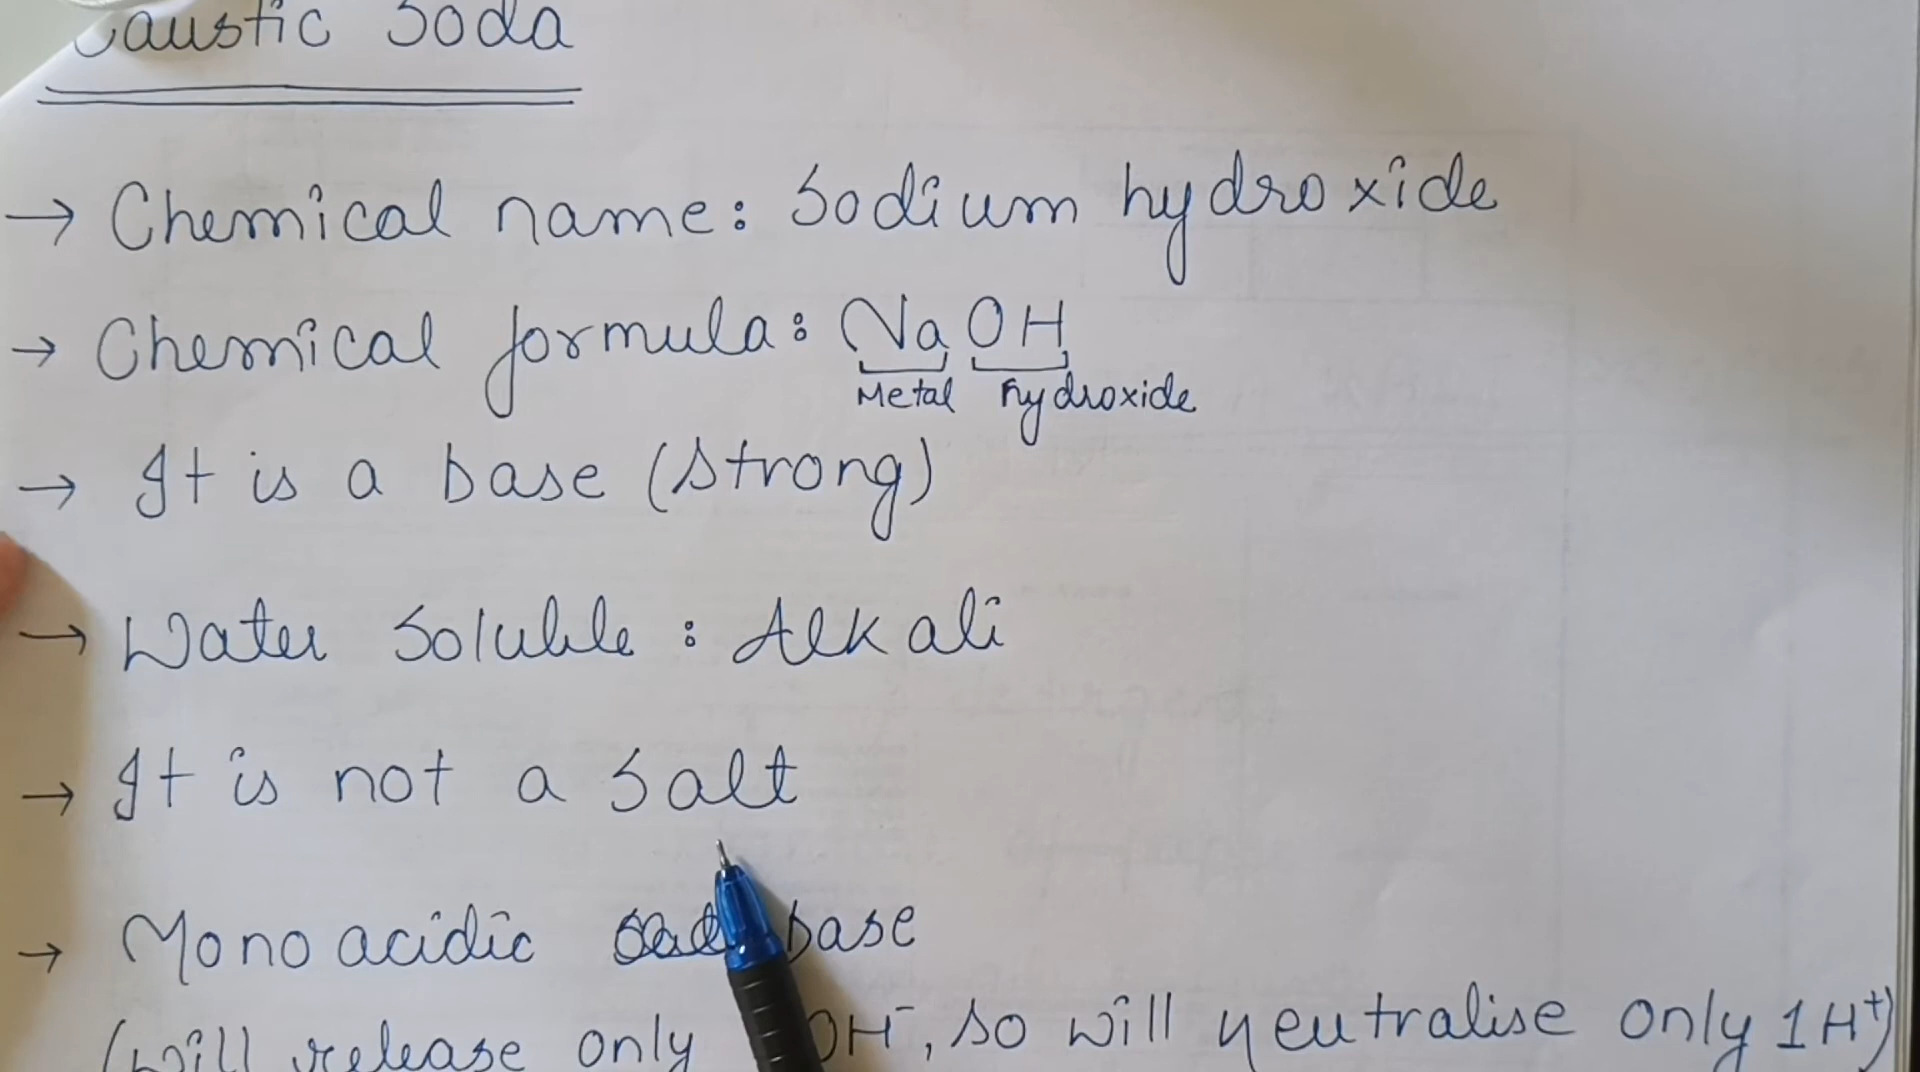 Caustic Soda
→ Chemical name: Sodium hydroxide
→ Chemical formula: NaOH
Metal hydroxide
→ It is a base (strong)
→ Water soluble: Alkali
→ It is not a salt
→ Mono acidic base
(Will release only OH⁻, so will neutralise only 1H⁺)